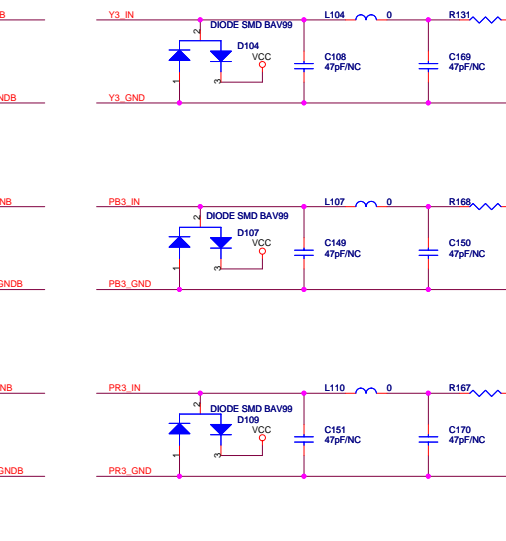 B Y3_IN L104 0 R131
DIODE SMD BAV99
2
D104
VCC C108 C169
47pF/NC 47pF/NC
1 3
NDB Y3_GND
NB PB3_IN L107 0 R168
2 DIODE SMD BAV99
D107
VCC C149 C150
47pF/NC 47pF/NC
1 3
GNDB PB3_GND
NB PR3_IN L110 0 R167
2 DIODE SMD BAV99
D109
VCC C151 C170
47pF/NC 47pF/NC
1 3
GNDB PR3_GND